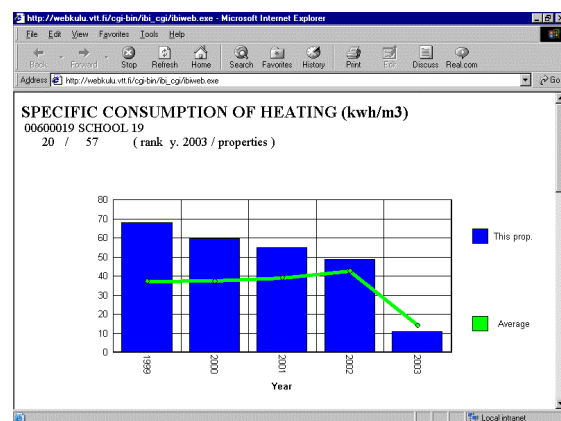 http://webkulu.vtt.fi/cgi-bin/ibi_cgi/ibiweb.exe - Microsoft Internet Explorer
File Edit View Favorites Tools Help
Back Forward Stop Refresh Home Search Favorites History Print Edit Discuss Real.com
Address http://webkulu.vtt.fi/cgi-bin/ibi_cgi/ibiweb.exe Go
SPECIFIC CONSUMPTION OF HEATING (kwh/m3)
00600019 SCHOOL 19
20 / 57 ( rank y. 2003 / properties )
80
70
60
50
40
30
20
10
0
This prop.
Average
1999 2000 2001 2002 2003
Year
Local intranet